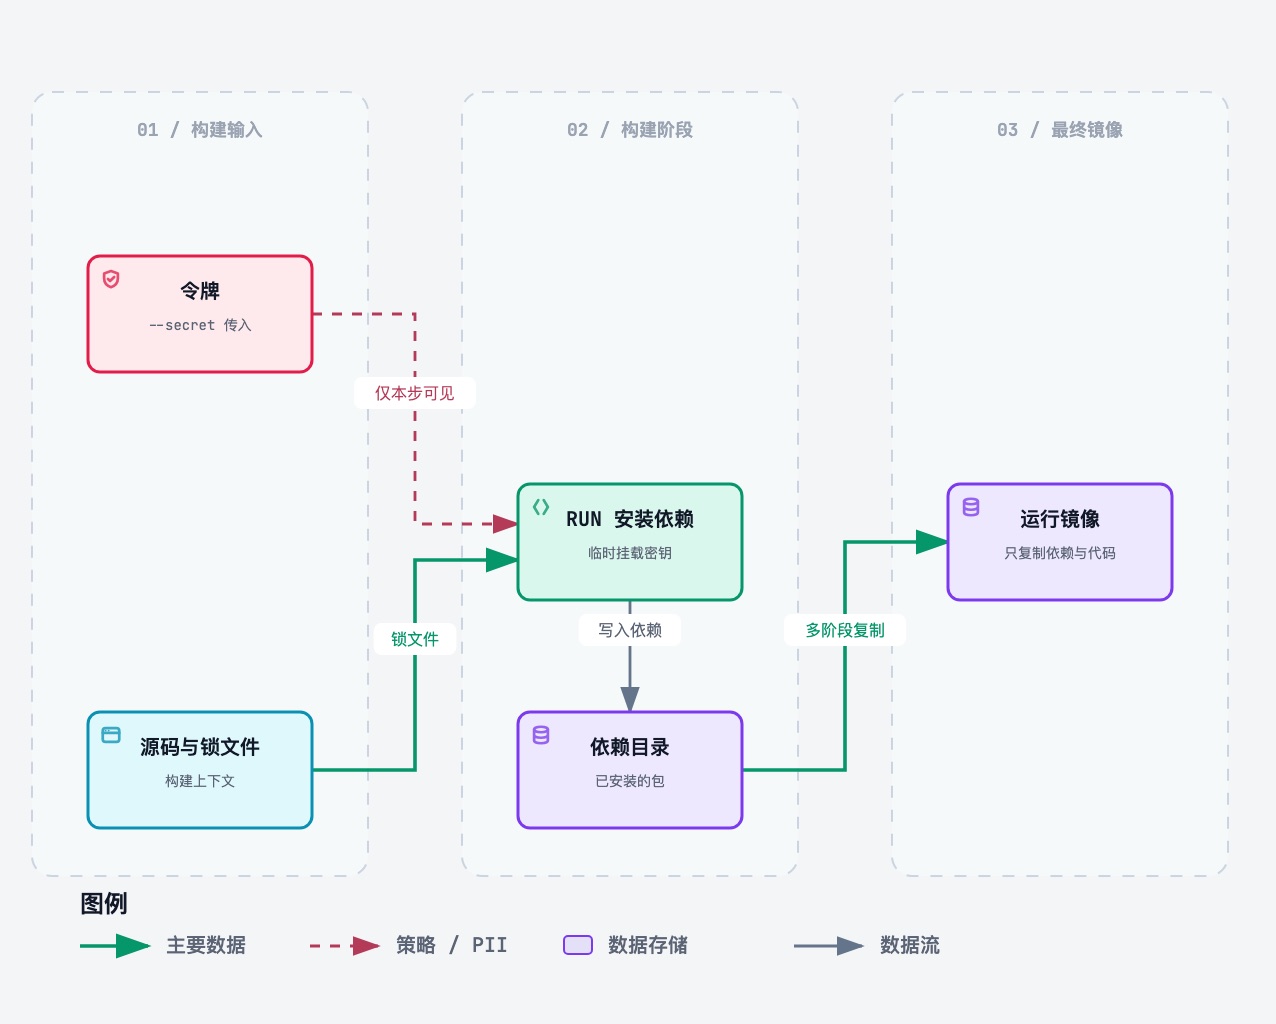 01 / 构建输入
02 / 构建阶段
03 / 最终镜像
令牌
--secret 传入
仅本步可见
RUN 安装依赖
临时挂载密钥
运行镜像
只复制依赖与代码
锁文件
写入依赖
多阶段复制
源码与锁文件
构建上下文
依赖目录
已安装的包
图例
主要数据
策略 / PII
数据存储
数据流